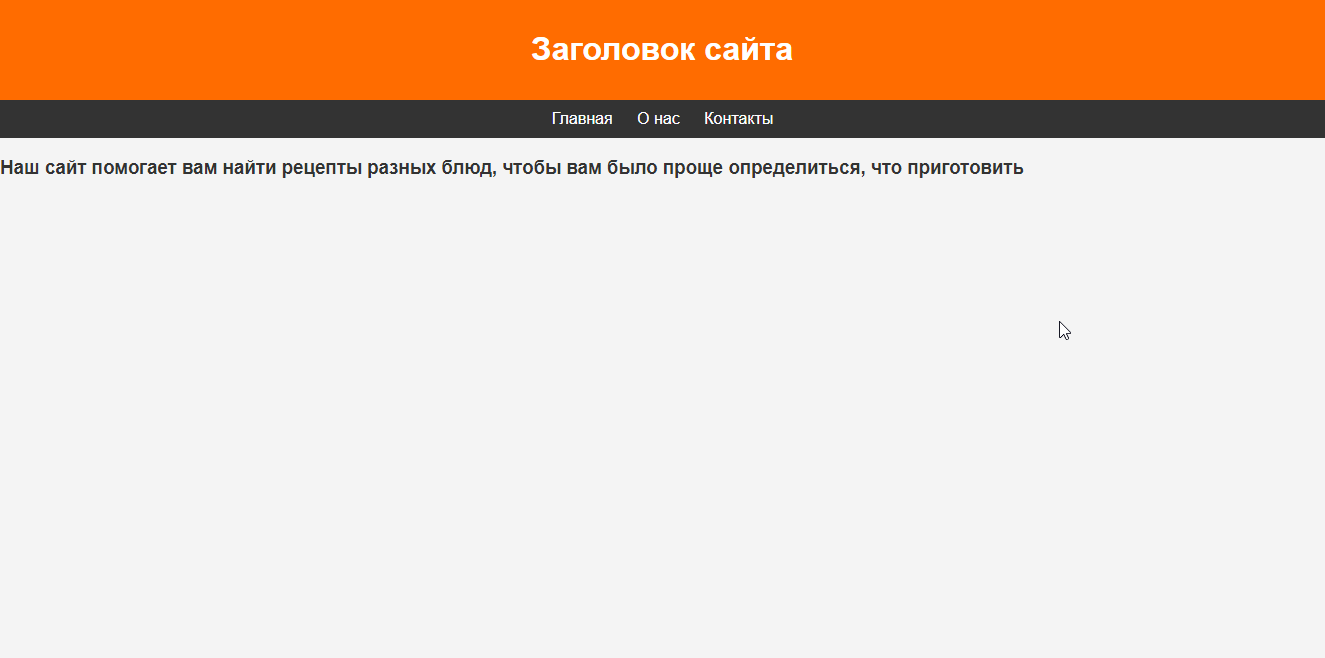 Заголовок сайта
Главная О нас Контакты
Наш сайт помогает вам найти рецепты разных блюд, чтобы вам было проще определиться, что приготовить